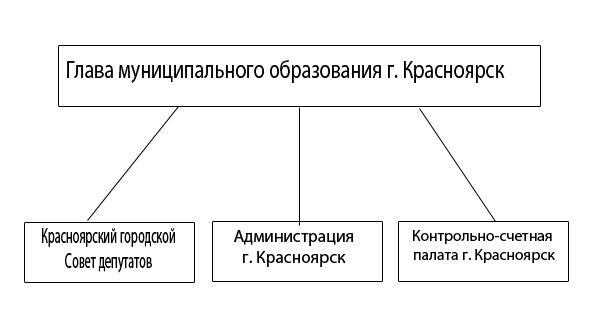 Глава муниципального образования г. Красноярск
Красноярский городской
Совет депутатов
Администрация
г. Красноярск
Контрольно-счетная
палата г. Красноярск